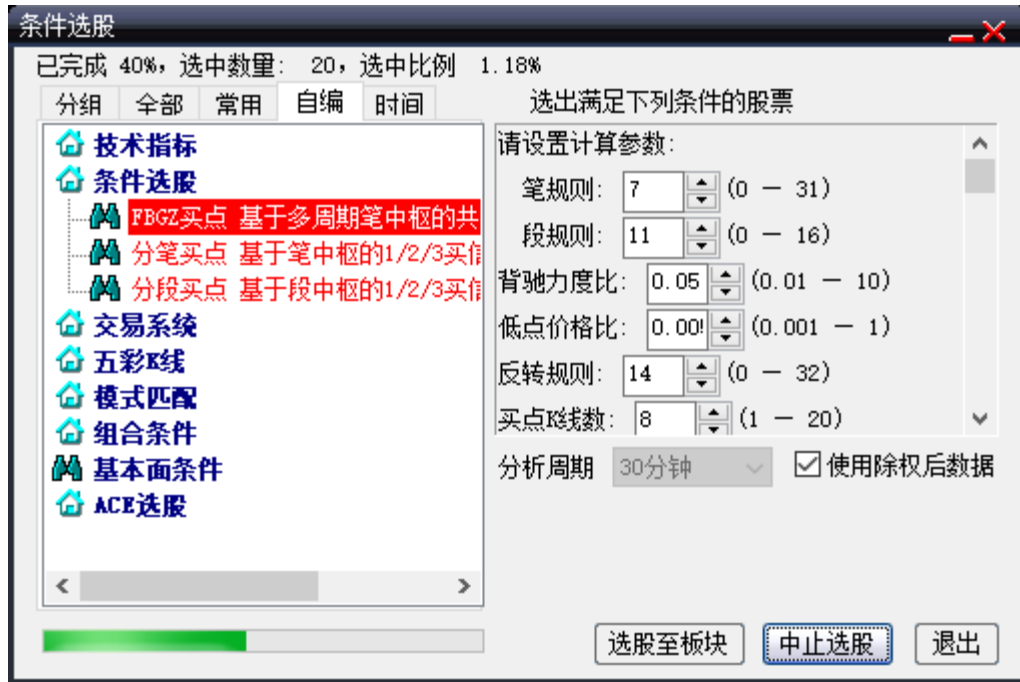 条件选股
已完成 40%，选中数量： 20，选中比例 1.18%
分组 全部 常用 自编 时间
选出满足下列条件的股票
技术指标
条件选股
FBGZ买点 基于多周期笔中枢的共
分笔买点 基于笔中枢的1/2/3买信
分段买点 基于段中枢的1/2/3买信
交易系统
五彩K线
模式匹配
组合条件
基本面条件
ACE选股
请设置计算参数：
笔规则： 7 (0 － 31)
段规则： 11 (0 － 16)
背驰力度比： 0.05 (0.01 － 10)
低点价格比： 0.00 (0.001 － 1)
反转规则： 14 (0 － 32)
买点K线数： 8 (1 － 20)
分析周期 30分钟 使用除权后数据
选股至板块 中止选股 退出